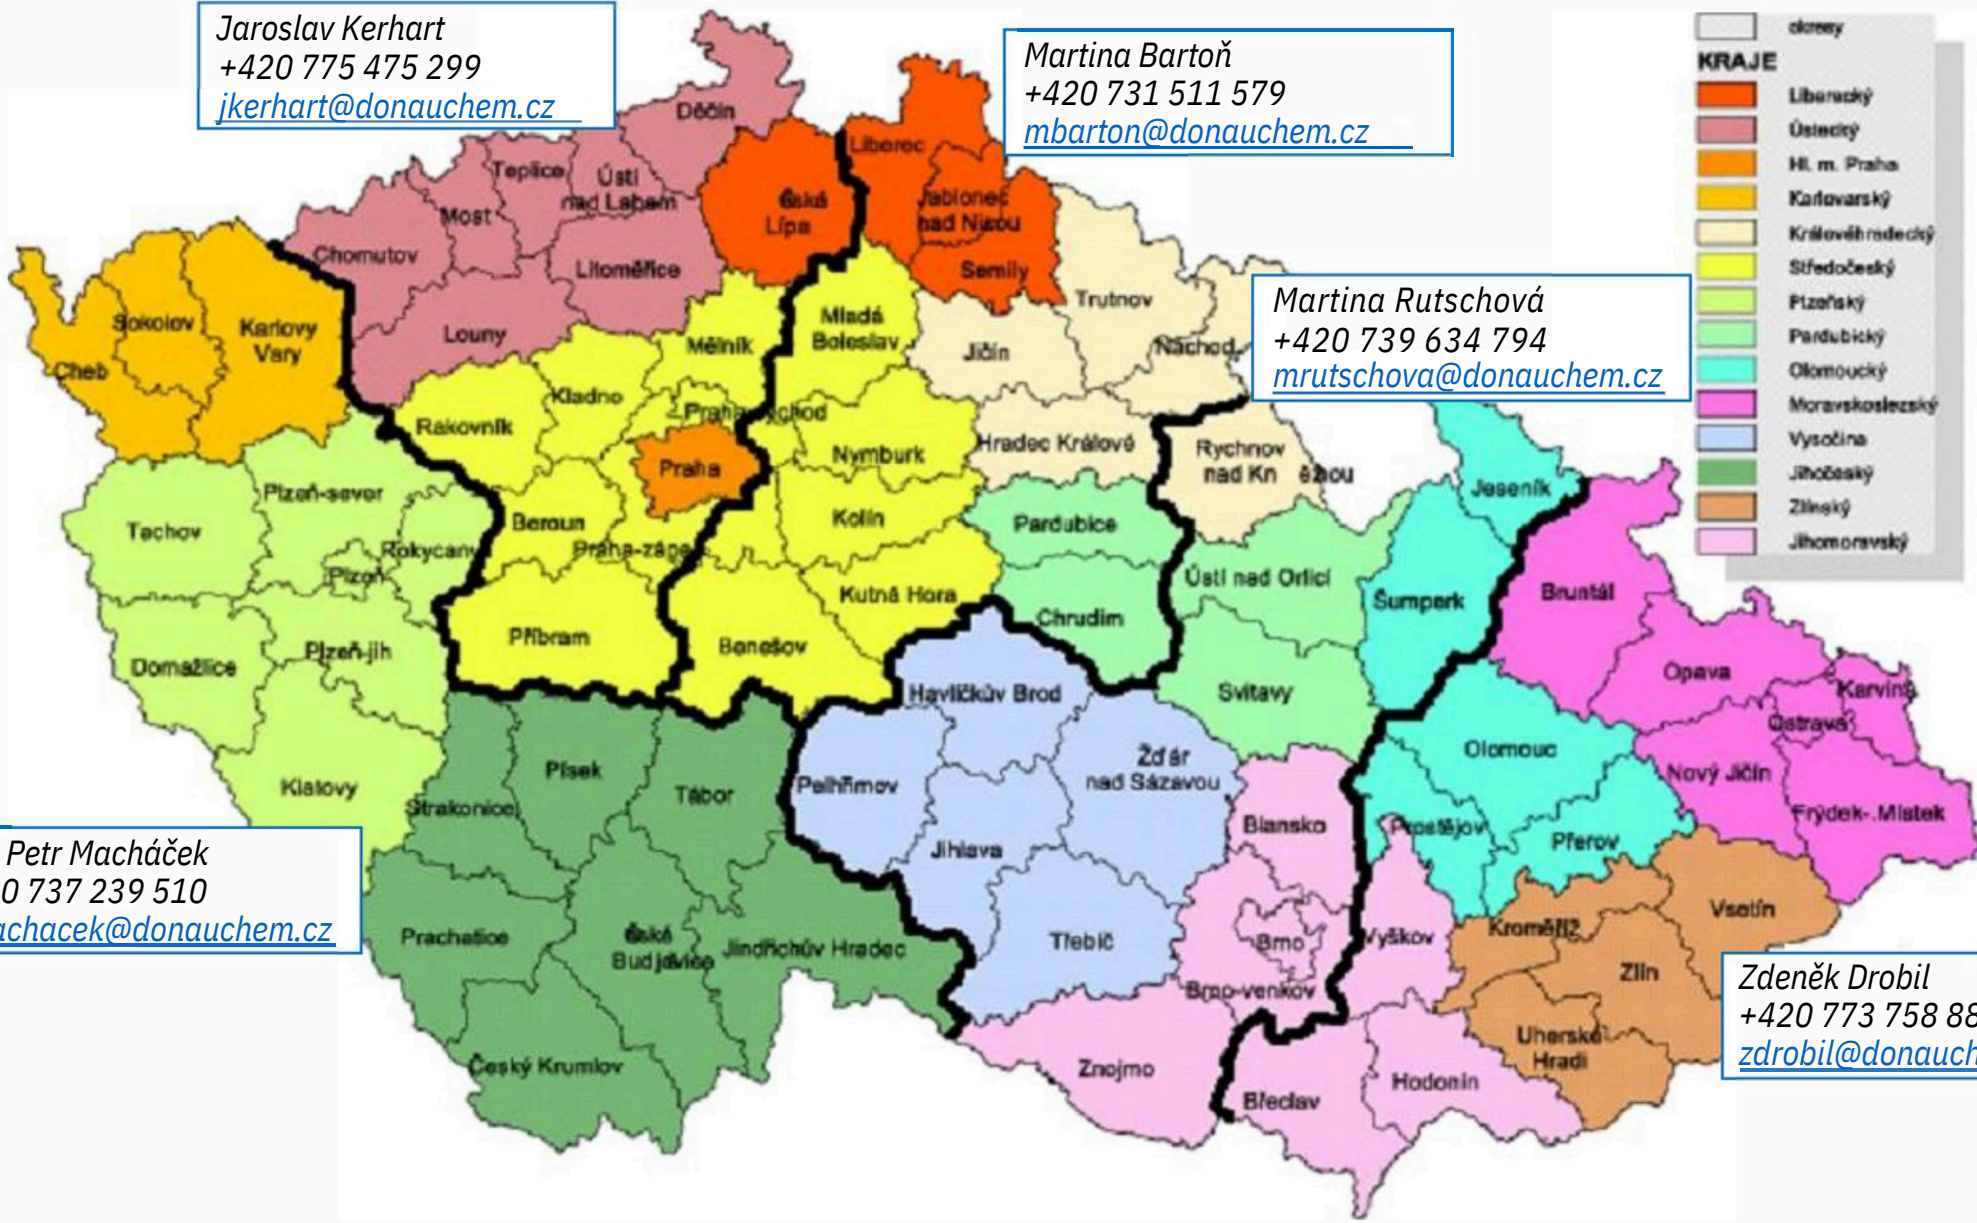 Jaroslav Kerhart
+420 775 475 299
jkerhart@donauchem.cz
Martina Bartoň
+420 731 511 579
mbarton@donauchem.cz
Martina Rutschová
+420 739 634 794
mrutschova@donauchem.cz
Petr Macháček
0 737 239 510
achacek@donauchem.cz
Zdeněk Drobil
+420 773 758 88
zdrobil@donauch
okresy
KRAJE
Liberecký
Ústecký
Hl. m. Praha
Karlovarský
Královéhradecký
Středočeský
Plzeňský
Pardubický
Olomoucký
Moravskoslezský
Vysočina
Jihočeský
Zlínský
Jihomoravský
Děčín
Liberec
Teplice
Ústí
nad Labem
Most
Lípa
Jablonec
nad Nisou
Chomutov
Litoměřice
Semily
Trutnov
Sokolov
Karlovy
Vary
Louny
Mělník
Mladá
Boleslav
Jičín
Náchod
Cheb
Kladno
Rakovník
Praha
Nymburk
Hradec Králové
Rychnov
nad Kn ěžnou
Jeseník
Plzeň-sever
Tachov
Beroun
Kolín
Pardubice
Rokycany
Plzeň
Praha-západ
Ústí nad Orlicí
Kutná Hora
Šumperk
Bruntál
Chrudim
Příbram
Benešov
Domažlice
Plzeň-jih
Opava
Karviná
Havlíčkův Brod
Svitavy
Ostrava
Olomouc
Písek
Žďár
nad Sázavou
Nový Jičín
Klatovy
Tábor
Pelhřimov
Strakonice
Blansko
Prostějov
Přerov
Frýdek-.Místek
Jihlava
Vsetín
Prachatice
Jindřichův Hradec
Třebíč
Brno
Vyškov
Kroměříž
Zlín
Brno-venkov
Uherské
Hradi
Český Krumlov
Znojmo
Břeclav
Hodonín